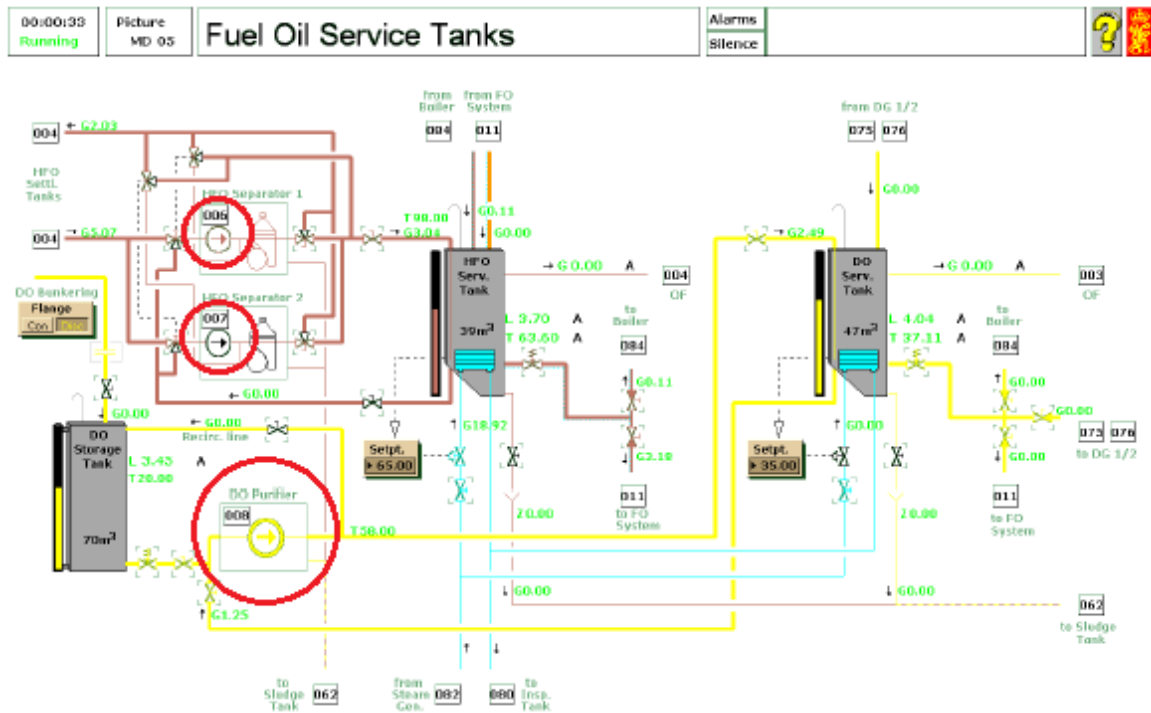 00:00:33
Running
Picture
MD 05
Fuel Oil Service Tanks
Alarms
Silence
?
from
Boiler
from FO
System
from DG 1/2
004
G2.03
004
011
075
076
HFO
Settl.
Tanks
HFO Separator 1
006
G0.11
G0.00
G0.00
004
G5.07
T90.00
G3.04
G2.49
HFO
Serv.
Tank
39m³
G 0.00 A
004
OF
DO
Serv.
Tank
47m³
G 0.00 A
003
OF
DO Bunkering
Flange
Con
Disc
HFO Separator 2
007
L 3.70 A
T 63.60 A
to
Boiler
084
L 4.04 A
T 37.11 A
to
Boiler
084
G0.00
G0.11
G0.00
G0.00
G0.00
G0.00
Recirc. line
DO
Storage
Tank
70m³
L 3.45 A
T20.00
G18.92
Setpt.
65.00
G2.18
011
to FO
System
G0.00
Setpt.
35.00
G0.00
011
to FO
System
075
076
to DG 1/2
DO Purifier
008
T58.00
Z0.00
Z0.00
G1.25
G0.00
G0.00
062
to Sludge
Tank
to
Sludge
Tank
062
from
Steam
Gen.
082
080
to
Insp.
Tank